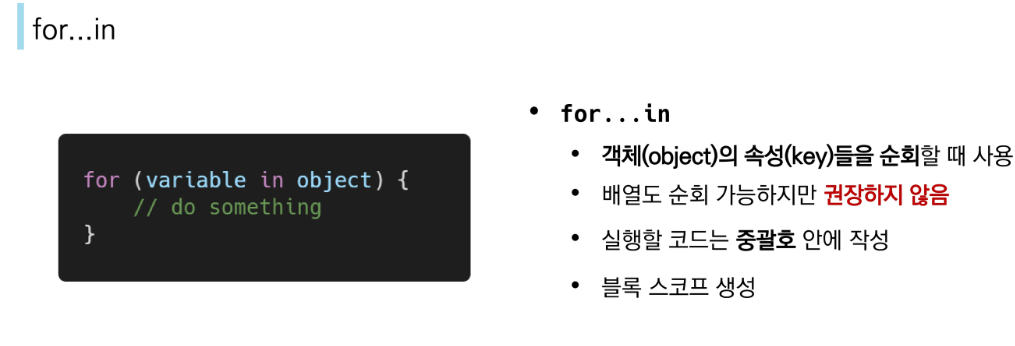 for...in
for (variable in object) {
    // do something
}
• for...in
• 객체(object)의 속성(key)들을 순회할 때 사용
• 배열도 순회 가능하지만 권장하지 않음
• 실행할 코드는 중괄호 안에 작성
• 블록 스코프 생성